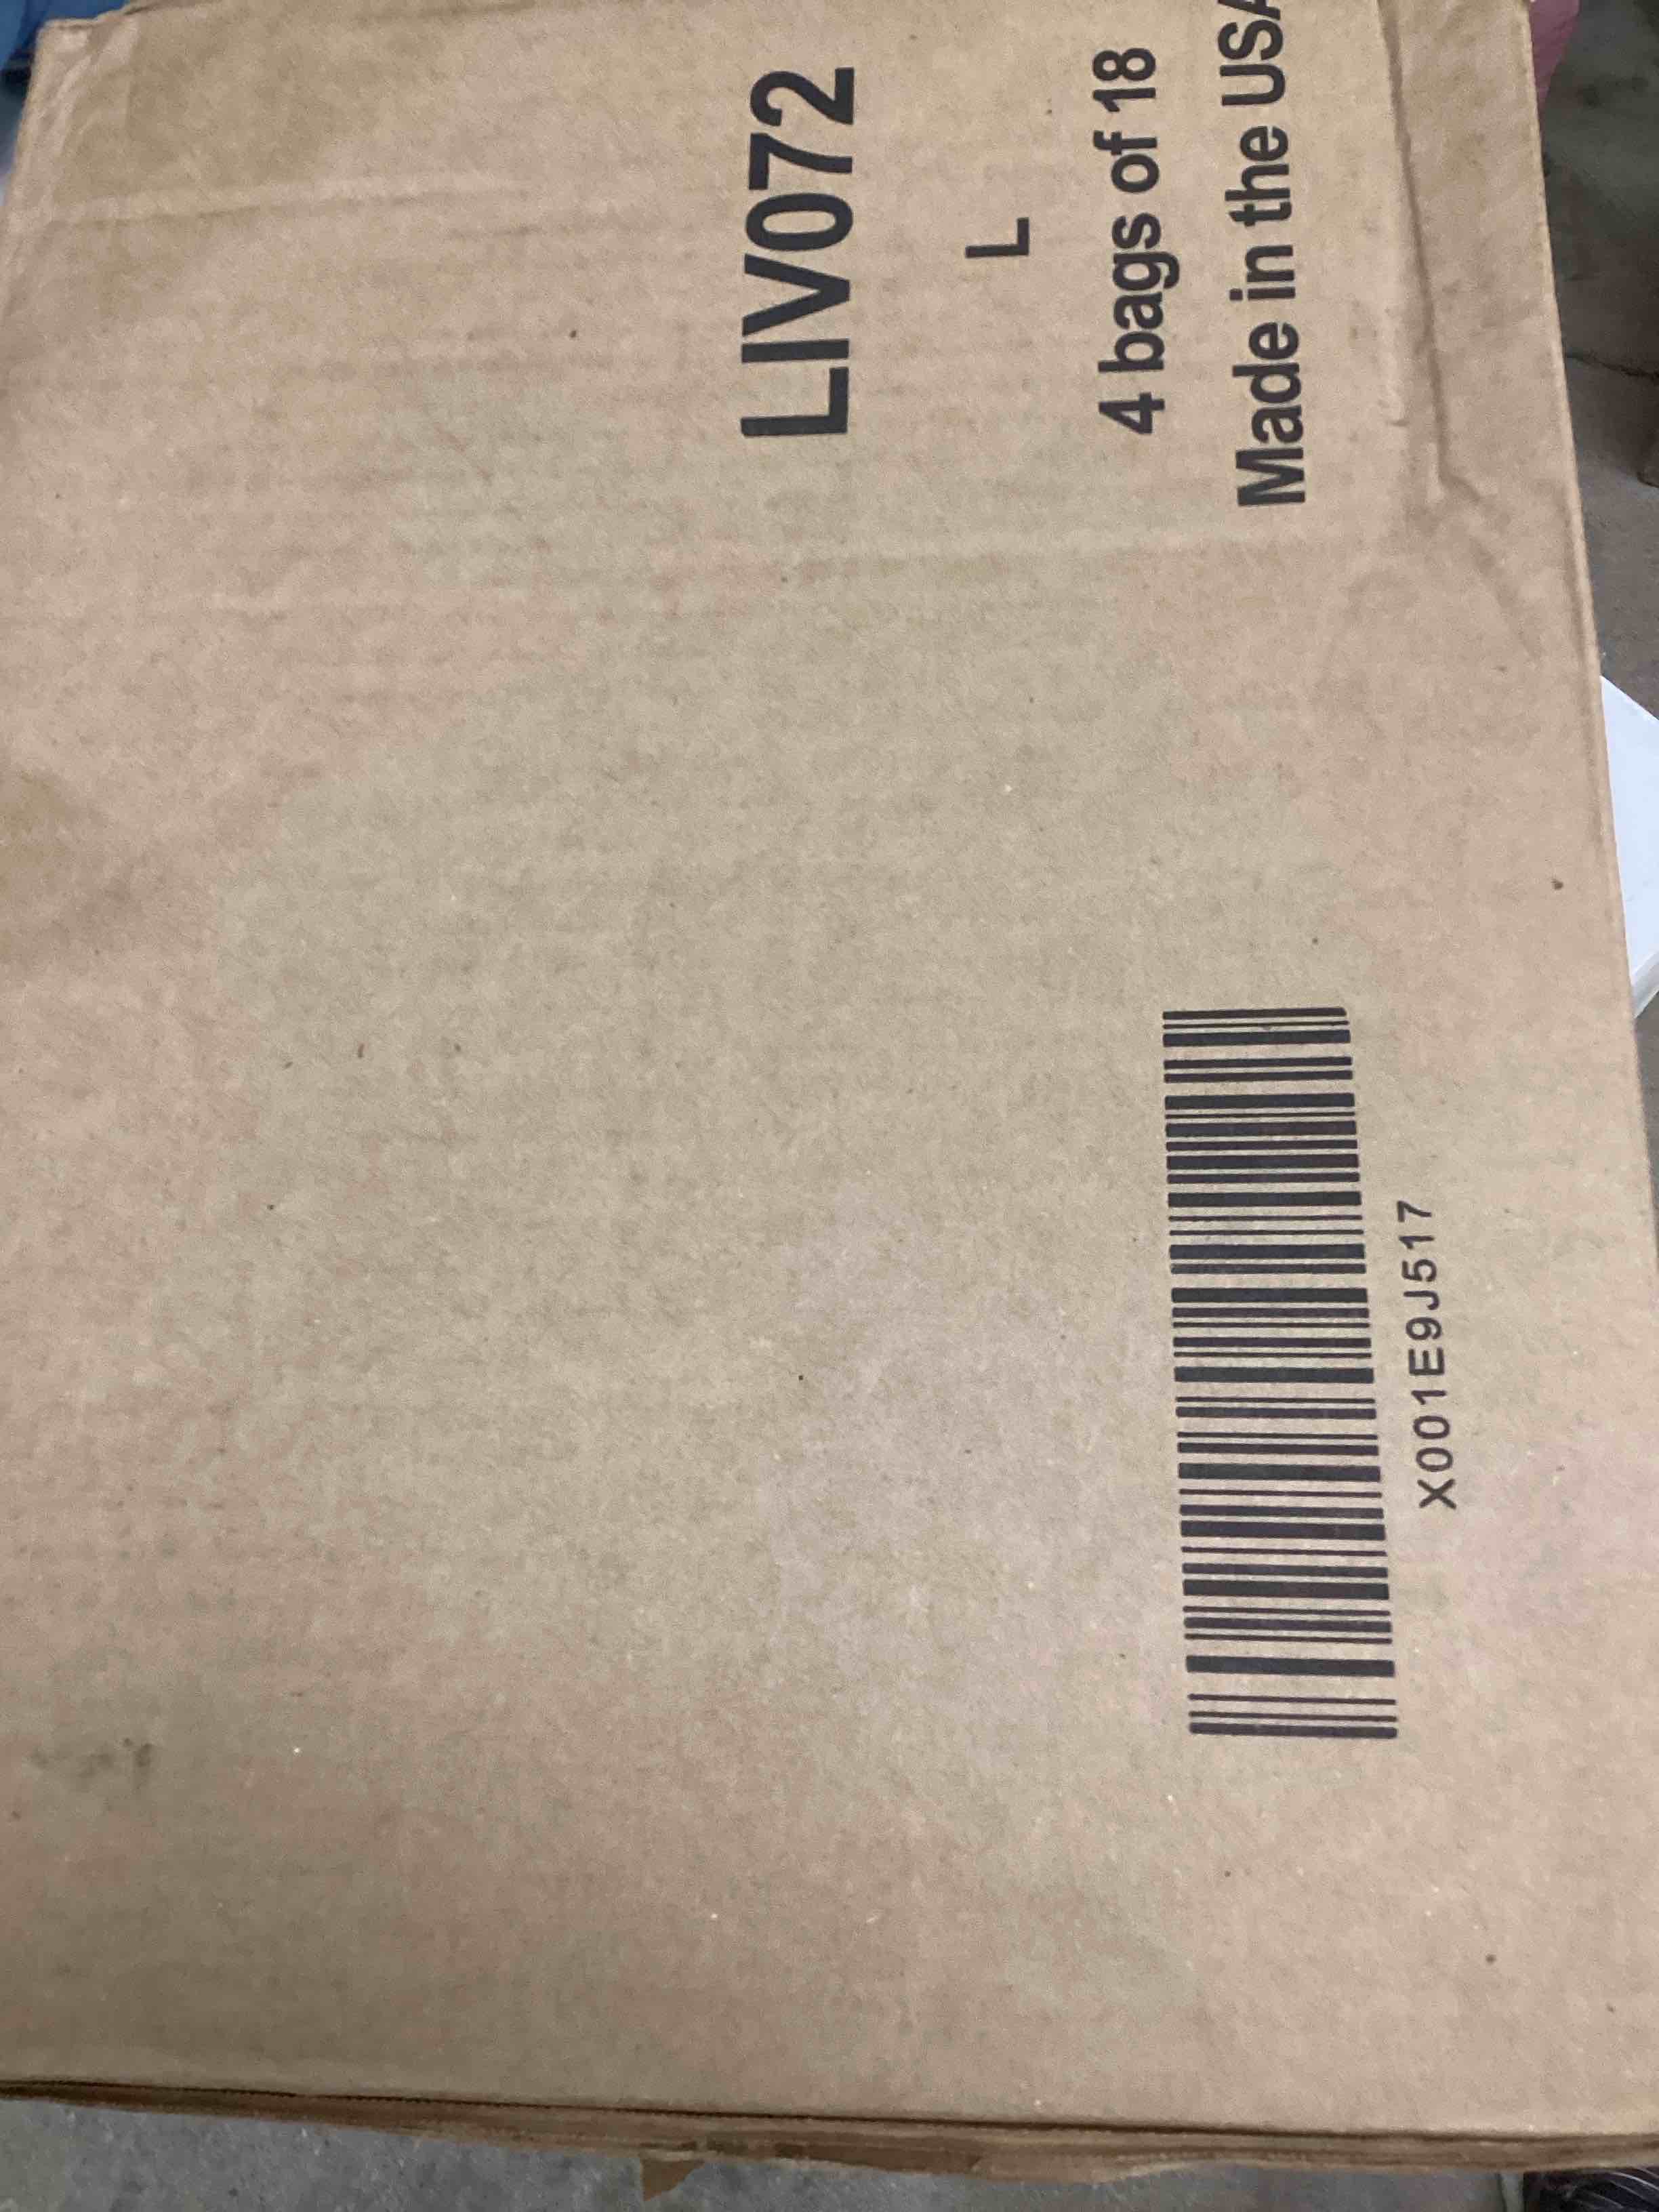 LIV072
L
4 bags of 18
Made in the USA
X001E9J517